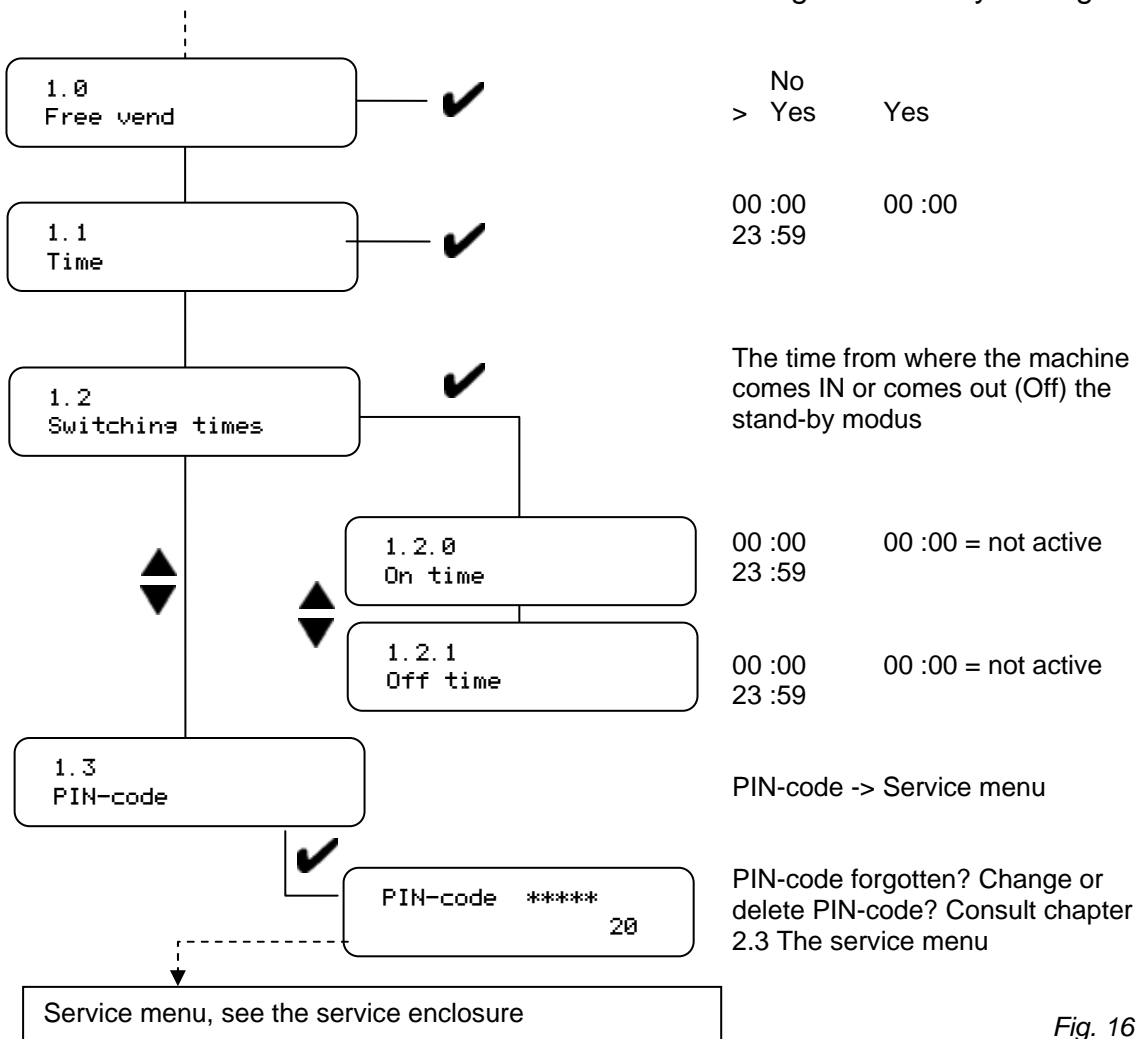 1.0
Free vend
No
> Yes Yes
1.1
Time
00 :00 00 :00
23 :59
1.2
Switching times
The time from where the machine
comes IN or comes out (Off) the
stand-by modus
1.2.0
On time
00 :00 00 :00 = not active
23 :59
1.2.1
Off time
00 :00 00 :00 = not active
23 :59
1.3
PIN-code
PIN-code -> Service menu
PIN-code *****
20
PIN-code forgotten? Change or
delete PIN-code? Consult chapter
2.3 The service menu
Service menu, see the service enclosure
Fig. 16